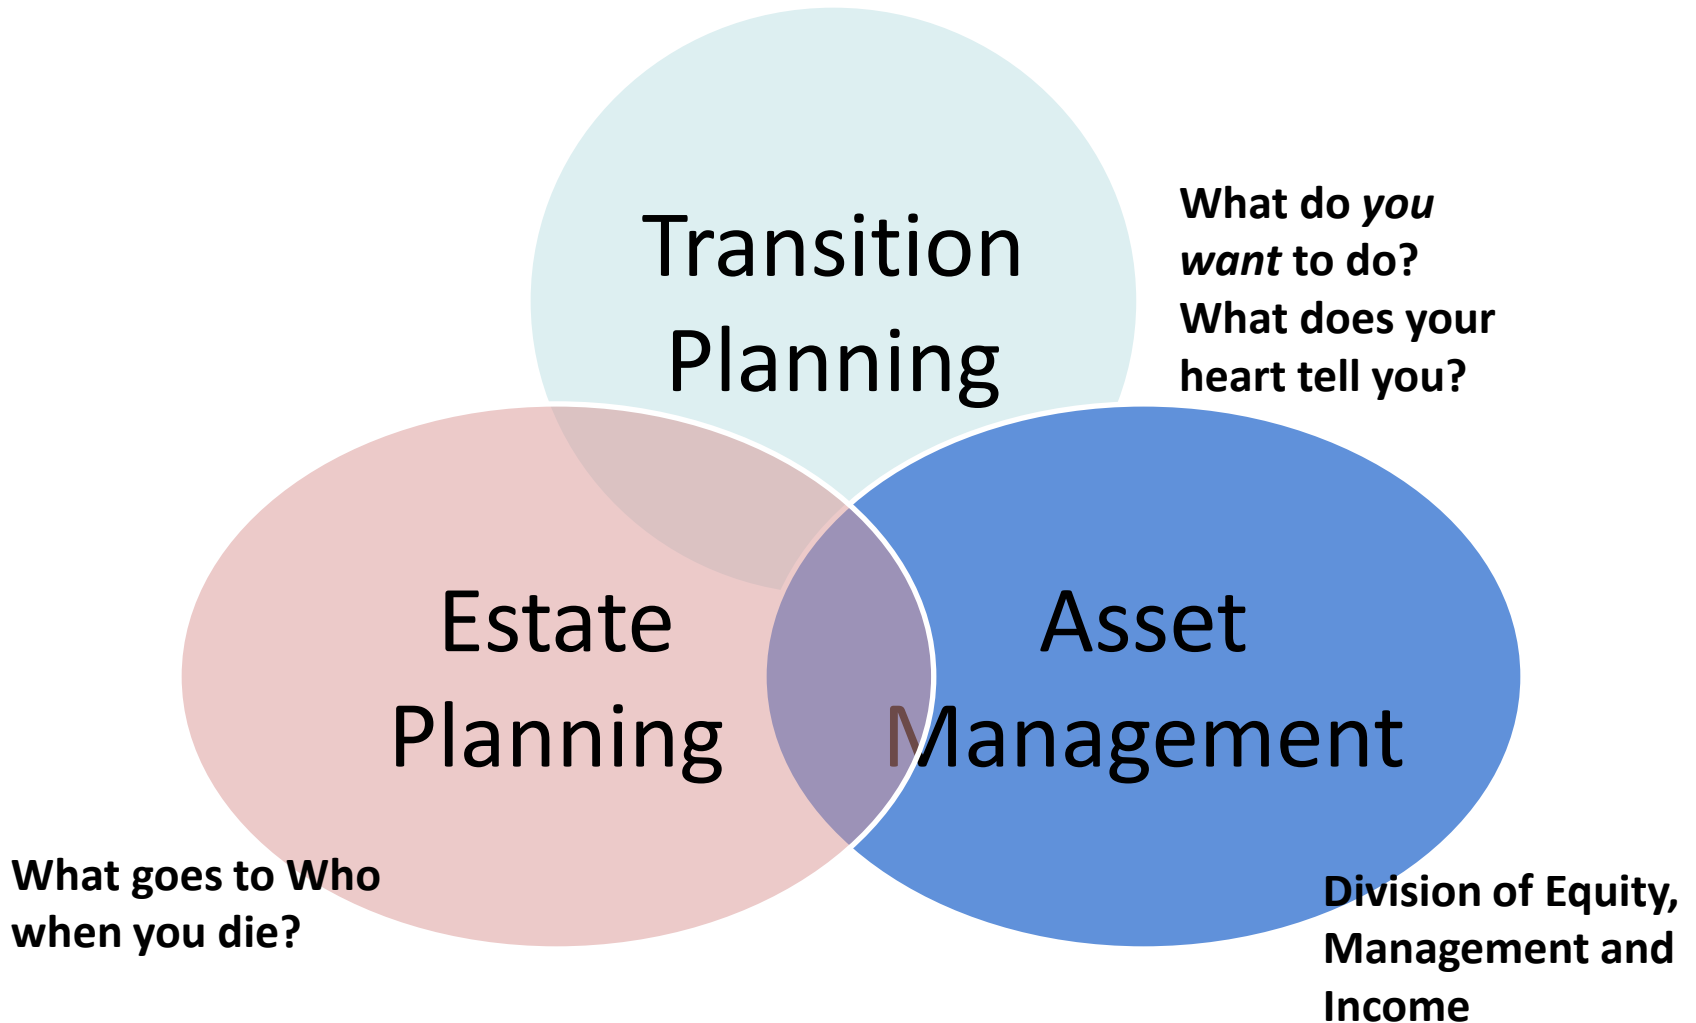 Transition
Planning
What do you
want to do?
What does your
heart tell you?
Estate
Planning
Asset
Management
What goes to Who
when you die?
Division of Equity,
Management and
Income